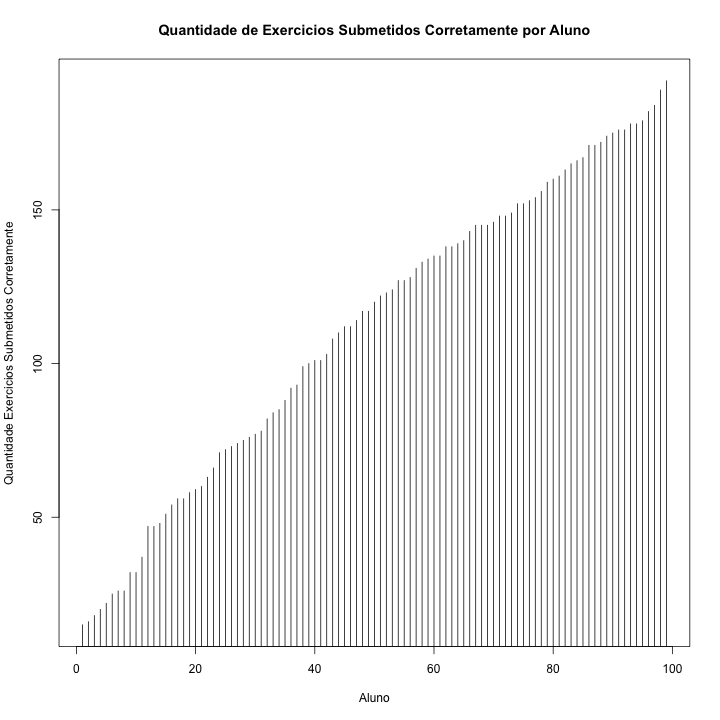 Quantidade de Exercicios Submetidos Corretamente por Aluno
Quantidade Exercicios Submetidos Corretamente
150
100
50
0 20 40 60 80 100
Aluno